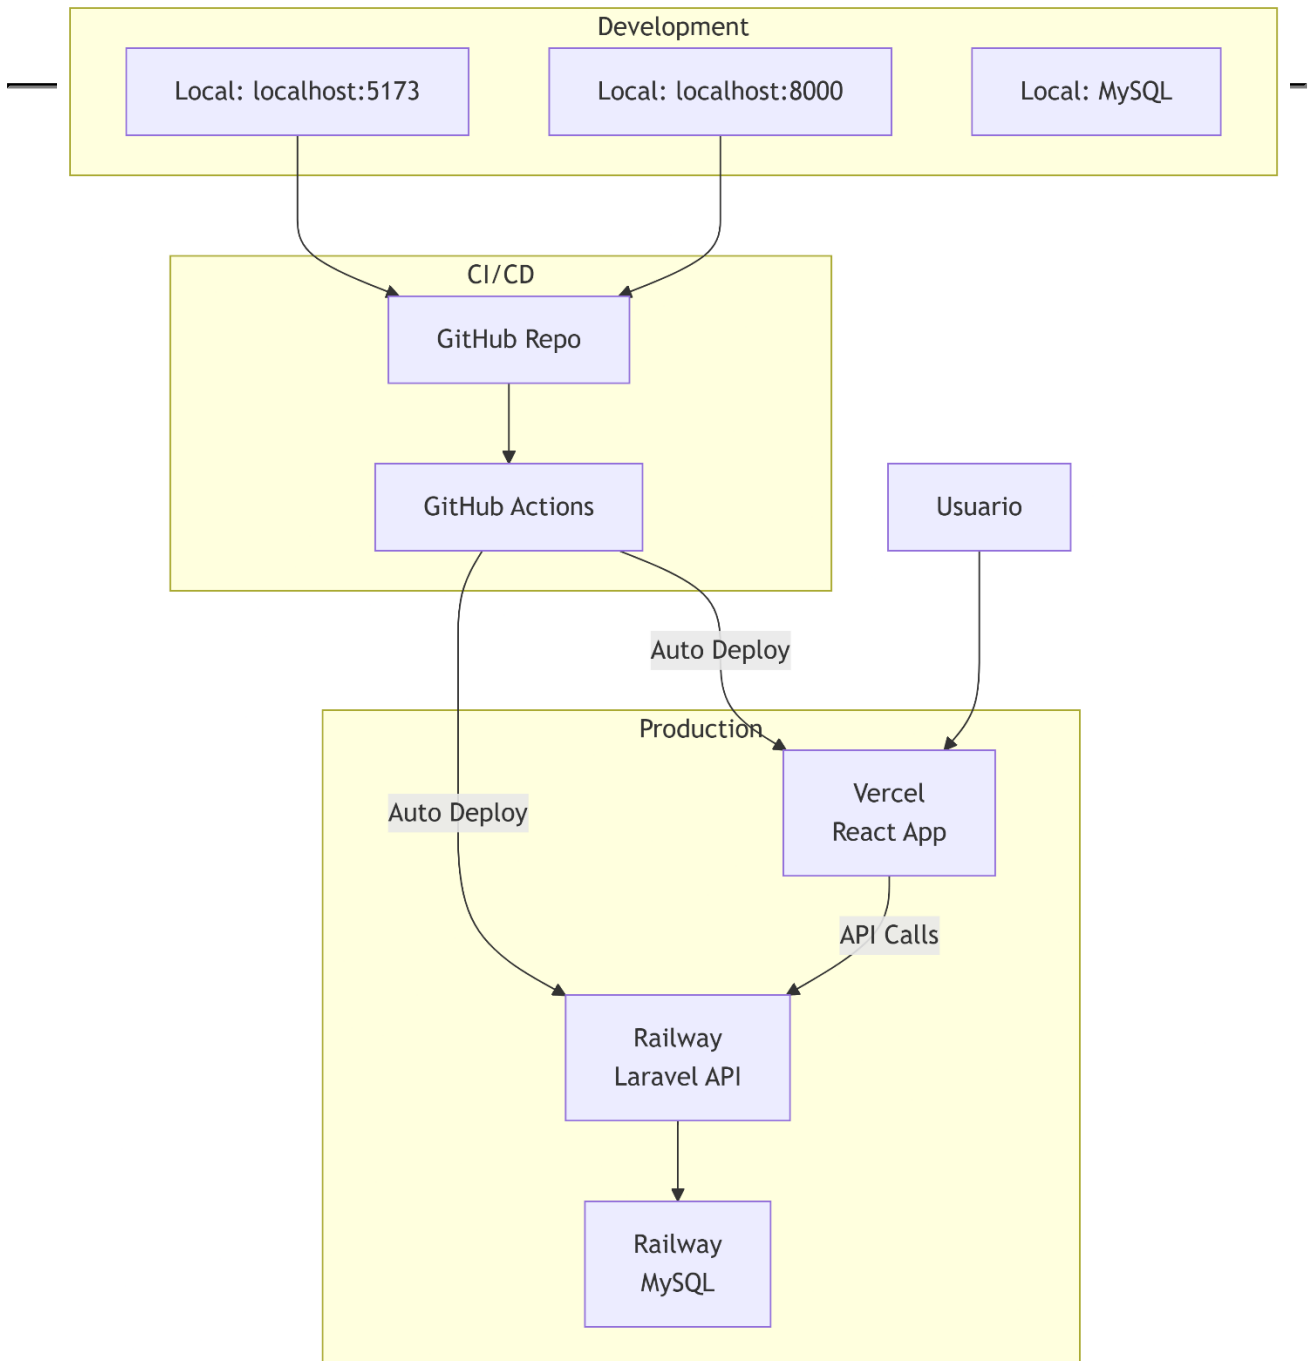 Development
Local: localhost:5173
Local: localhost:8000
Local: MySQL
CI/CD
GitHub Repo
GitHub Actions
Usuario
Auto Deploy
Production
Vercel
React App
Auto Deploy
API Calls
Railway
Laravel API
Railway
MySQL